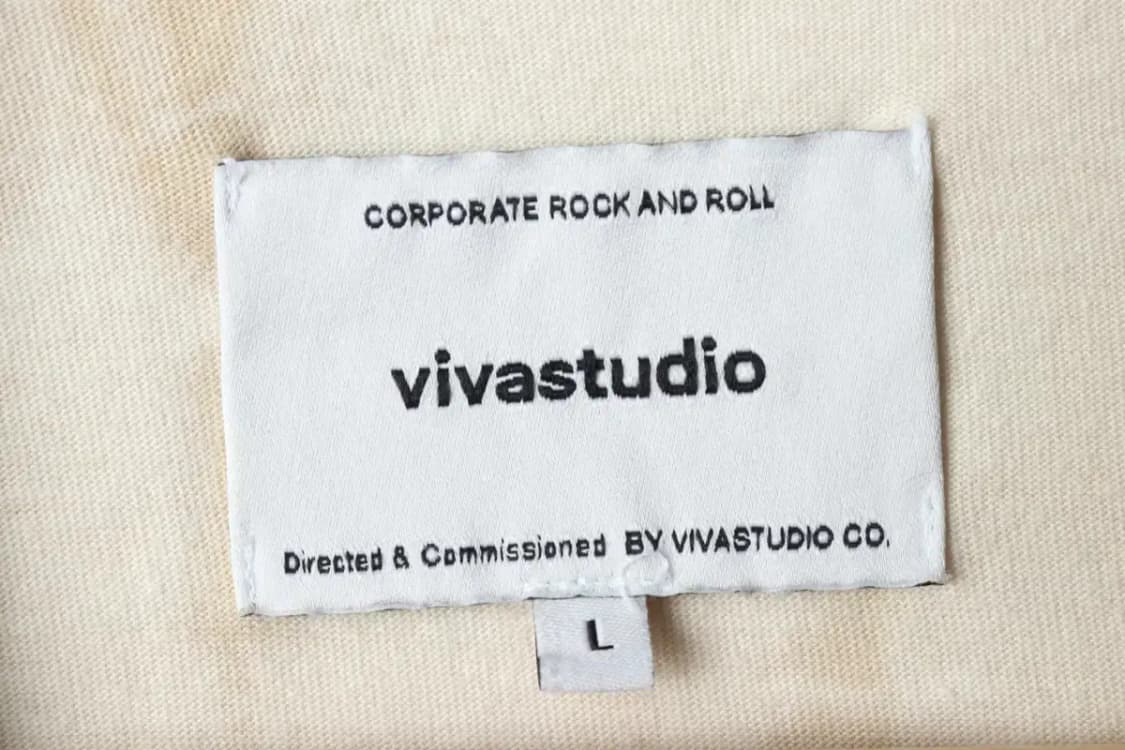 CORPORATE ROCK AND ROLL
vivastudio
Directed & Commissioned BY VIVASTUDIO CO.
L